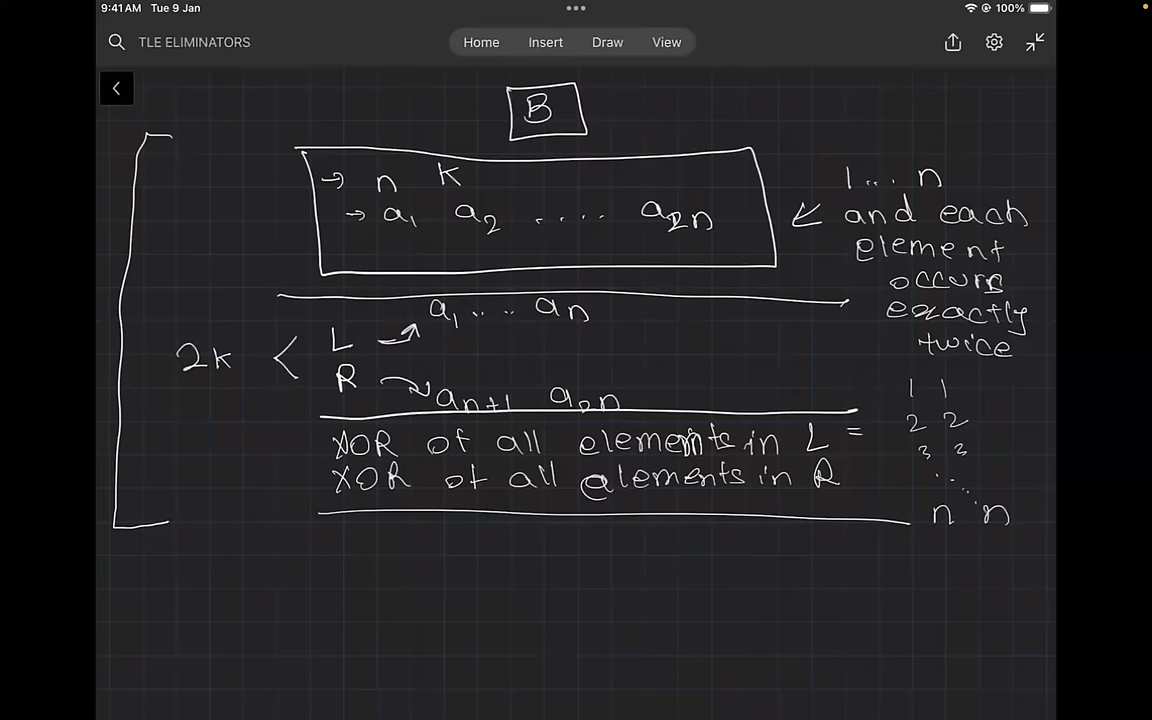 9:41 AM Tue 9 Jan
100%
TLE ELIMINATORS
Home Insert Draw View
B
→ n K
→ a1 a2 ..... a2n
1... n
and each
element
occurs
exactly
twice
1 1
2 2
3 3
n n
2K < L → a1 .... an
R → an+1 a2n
XOR of all elements in L =
XOR of all elements in R